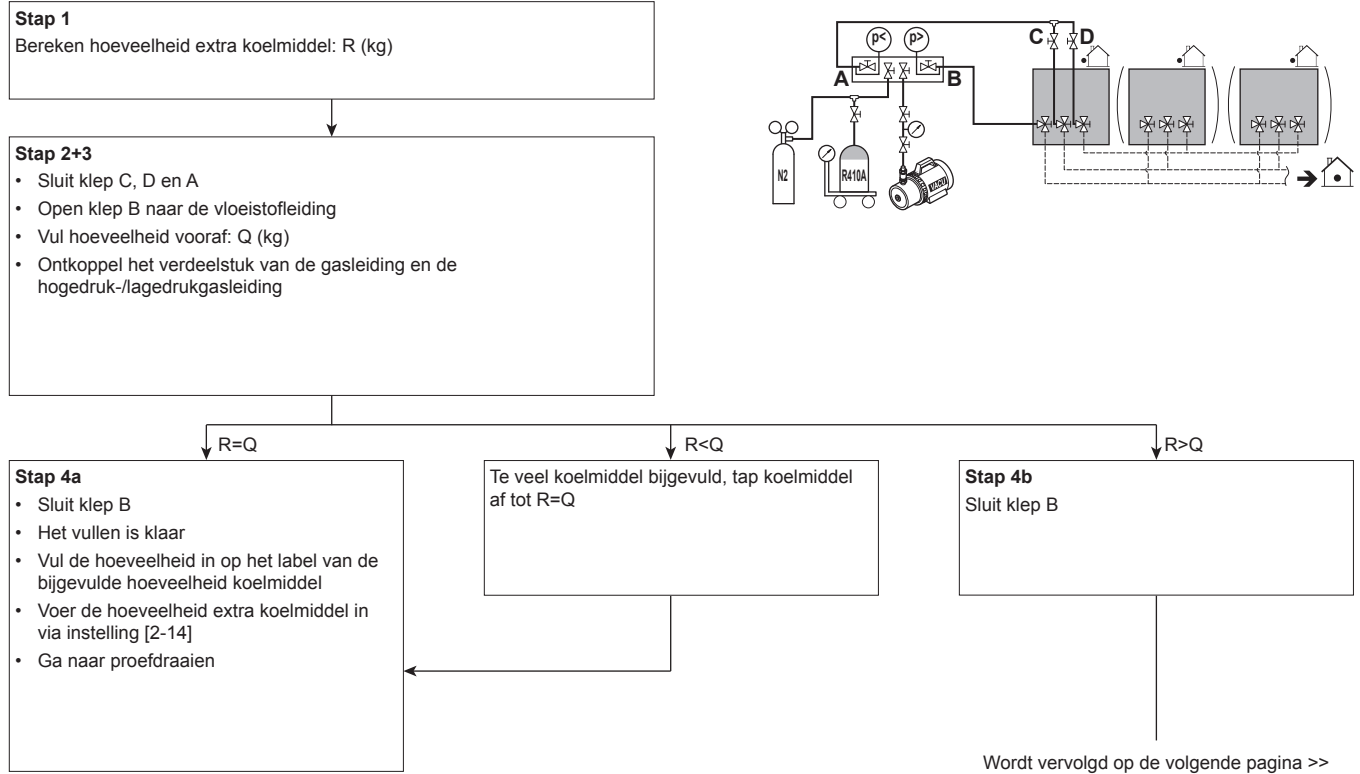 Stap 1
Bereken hoeveelheid extra koelmiddel: R (kg)
p<
p>
C
D
A
B
N2
R410A
VACU
Stap 2+3
• Sluit klep C, D en A
• Open klep B naar de vloeistofleiding
• Vul hoeveelheid vooraf: Q (kg)
• Ontkoppel het verdeelstuk van de gasleiding en de
hogedruk-/lagedrukgasleiding
R=Q
R<Q
R>Q
Stap 4a
• Sluit klep B
• Het vullen is klaar
• Vul de hoeveelheid in op het label van de
bijgevulde hoeveelheid koelmiddel
• Voer de hoeveelheid extra koelmiddel in
via instelling [2-14]
• Ga naar proefdraaien
Te veel koelmiddel bijgevuld, tap koelmiddel
af tot R=Q
Stap 4b
Sluit klep B
Wordt vervolgd op de volgende pagina >>